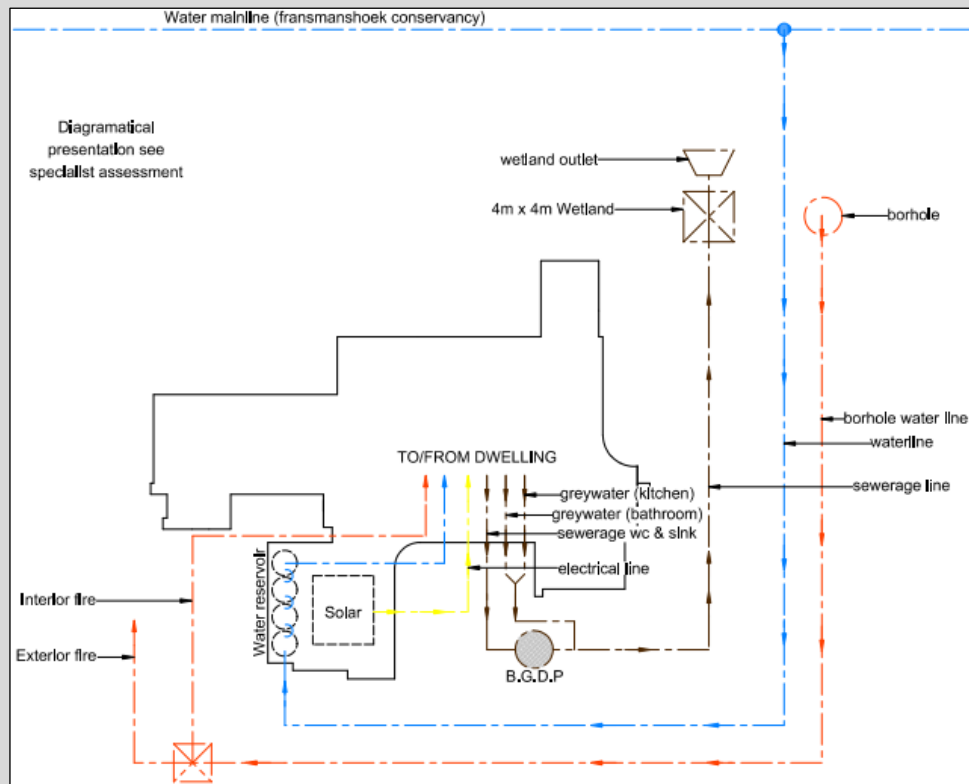 Water mainline (fransmanshoek conservancy)
Diagramatical
presentation see
specialist assessment
wetland outlet
4m x 4m Wetland
borhole
borhole water line
waterline
sewerage line
TO/FROM DWELLING
greywater (kitchen)
greywater (bathroom)
sewerage wc & sink
electrical line
Water reservoir
Solar
Interior fire
Exterior fire
B.G.D.P